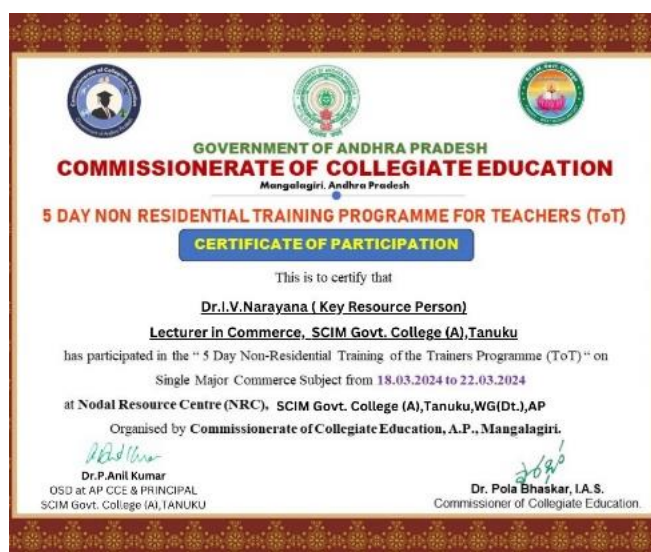 GOVERNMENT OF ANDHRA PRADESH
COMMISSIONERATE OF COLLEGIATE EDUCATION
Mangalagiri, Andhra Pradesh
5 DAY NON RESIDENTIAL TRAINING PROGRAMME FOR TEACHERS (ToT)
CERTIFICATE OF PARTICIPATION
This is to certify that
Dr.I.V.Narayana ( Key Resource Person)
Lecturer in Commerce, SCIM Govt. College (A),Tanuku
has participated in the “ 5 Day Non-Residential Training of the Trainers Programme (ToT) “ on
Single Major Commerce Subject from 18.03.2024 to 22.03.2024
at Nodal Resource Centre (NRC), SCIM Govt. College (A),Tanuku,WG(Dt.),AP
Organised by Commissionerate of Collegiate Education, A.P., Mangalagiri.
Dr.P.Anil Kumar
OSD at AP CCE & PRINCIPAL
SCIM Govt. College (A),TANUKU
Dr. Pola Bhaskar, I.A.S.
Commissioner of Collegiate Education.